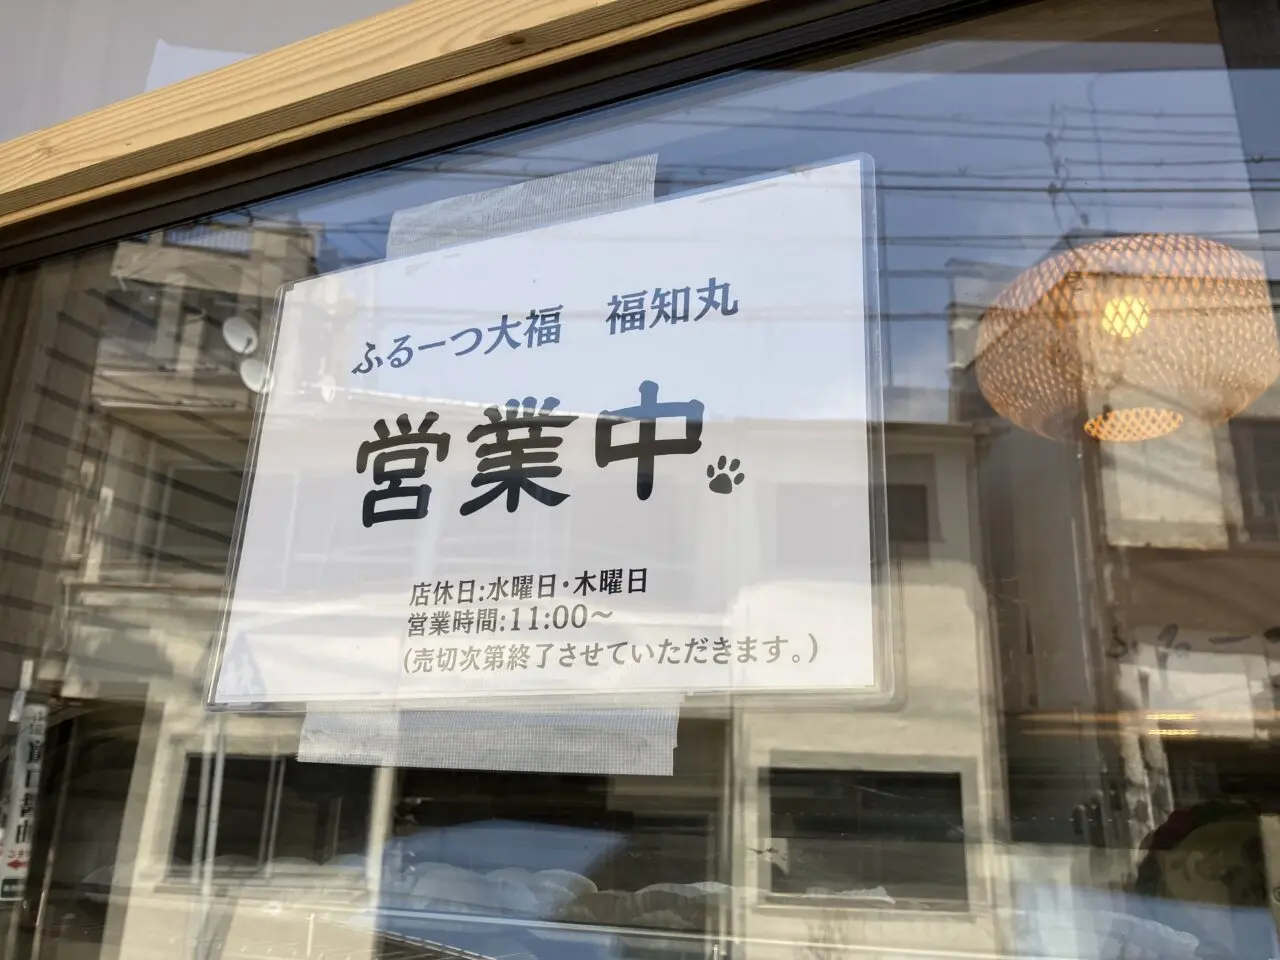 ふるーつ大福　福知丸
営業中
店休日:水曜日・木曜日
営業時間:11:00～
(売切次第終了させていただきます。)